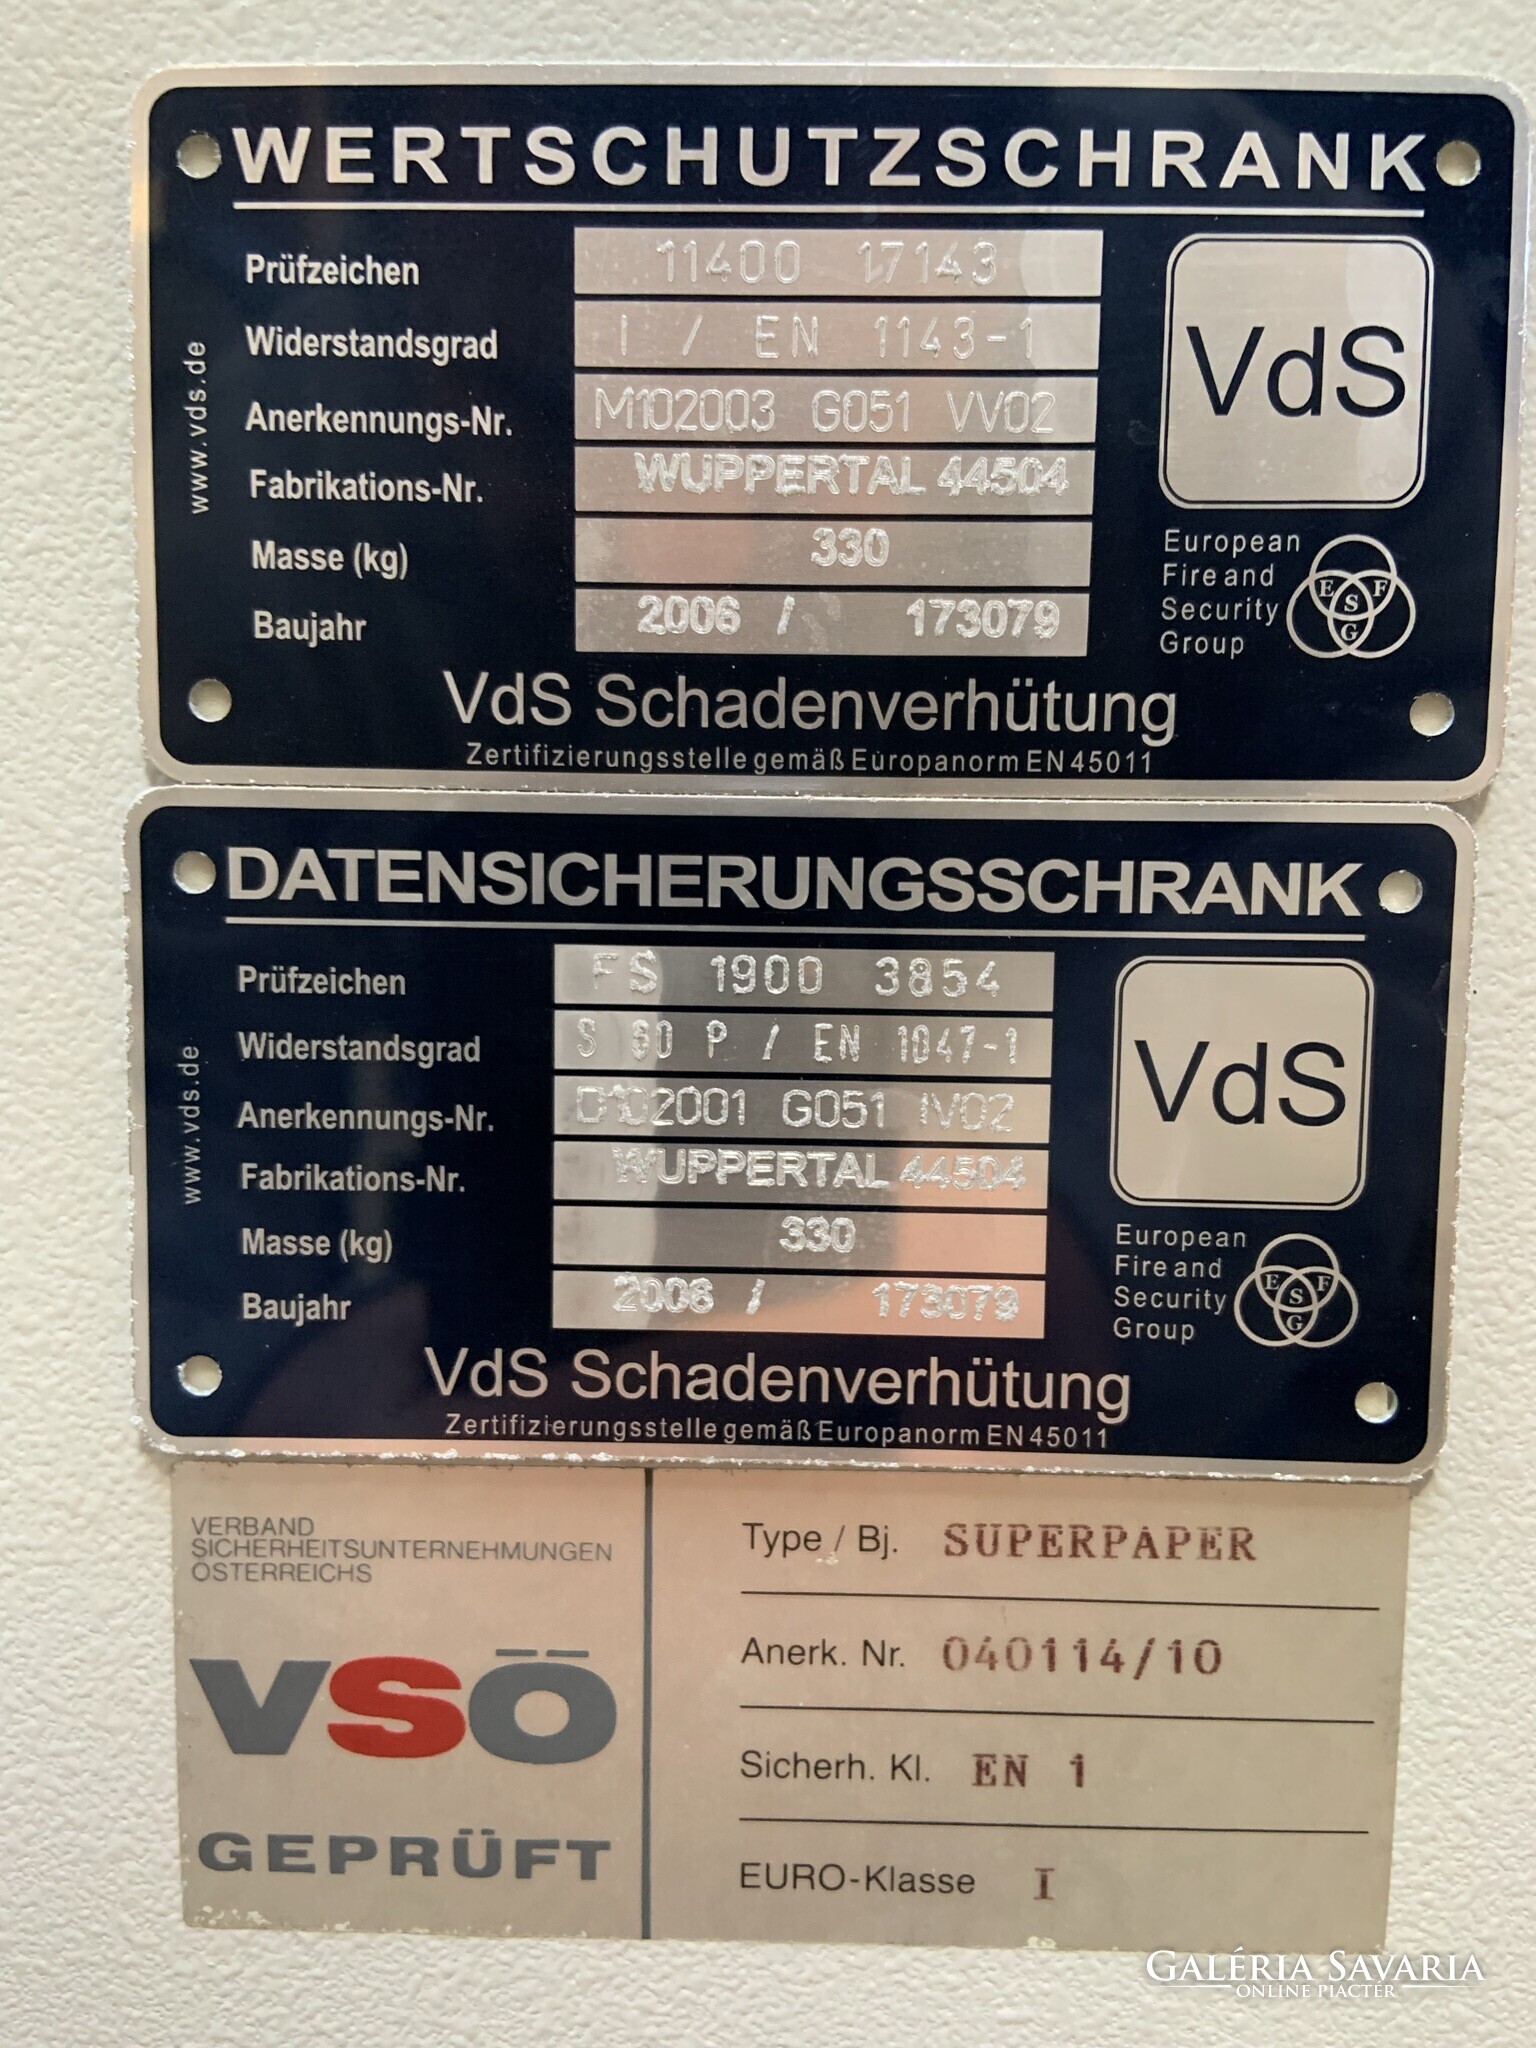 WERTSCHUTZSCHRANK
Prüfzeichen 11400 17143
Widerstandsgrad I / EN 1143-1
Anerkennungs-Nr. M102003 G051 VV02
Fabrikations-Nr. WUPPERTAL 44504
Masse (kg) 330
Baujahr 2006 / 173079
www.vds.de
VdS
European
Fire and
Security
Group
E F
S
G
VdS Schadenverhütung
Zertifizierungsstelle gemäß Europanorm EN 45011
DATENSICHERUNGSSCHRANK
Prüfzeichen FS 1900 3854
Widerstandsgrad S 60 P / EN 1047-1
Anerkennungs-Nr. D102001 G051 IV02
Fabrikations-Nr. WUPPERTAL 44504
Masse (kg) 330
Baujahr 2006 / 173079
www.vds.de
VdS
European
Fire and
Security
Group
E F
S
G
VdS Schadenverhütung
Zertifizierungsstelle gemäß Europanorm EN 45011
VERBAND
SICHERHEITSUNTERNEHMUNGEN
ÖSTERREICHS
VSÖ
GEPRÜFT
Type / Bj. SUPERPAPER
Anerk. Nr. 040114/10
Sicherh. Kl. EN 1
EURO-Klasse I
GALÉRIA SAVARIA
ONLINE PIACTÉR